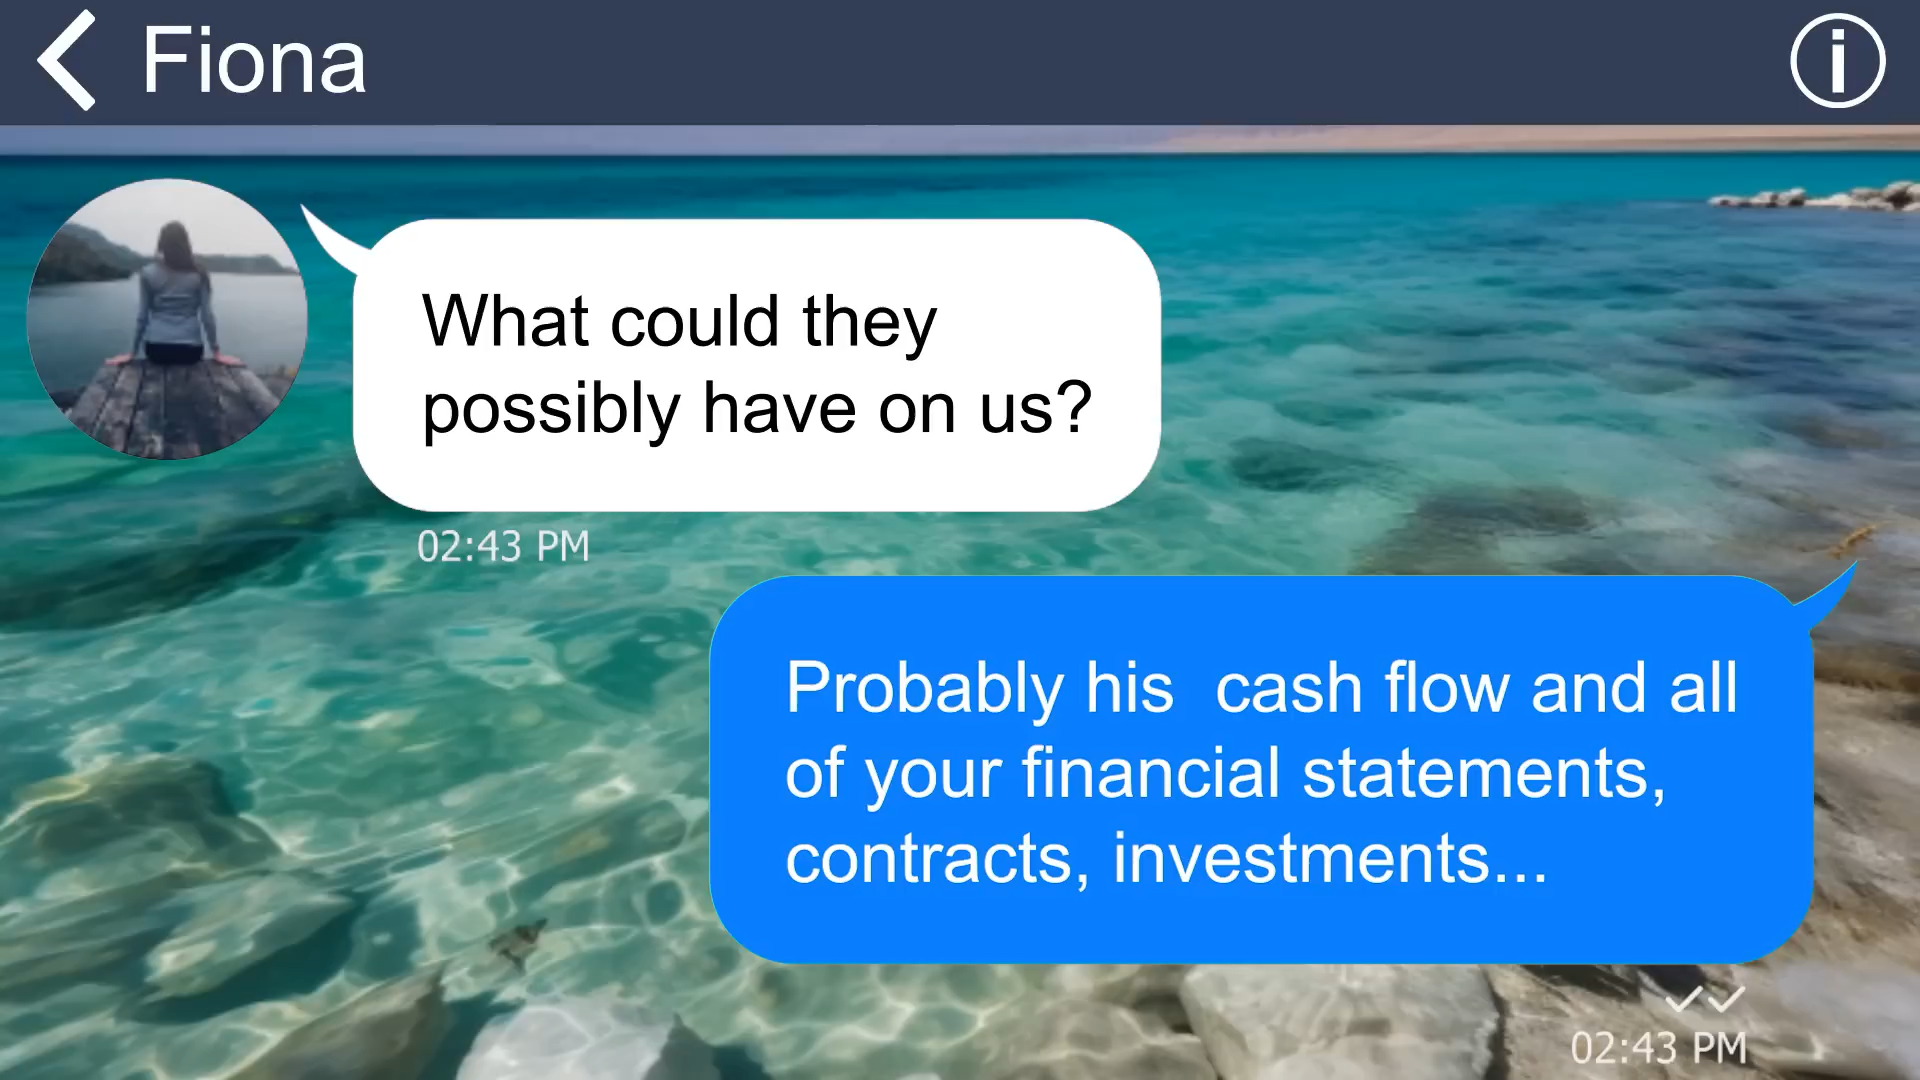 Fiona
What could they
possibly have on us?
02:43 PM
Probably his  cash flow and all
of your financial statements,
contracts, investments...
02:43 PM